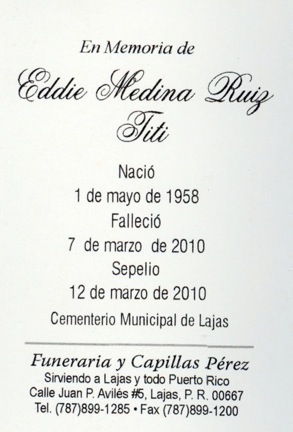 En Memoria de
Eddie Medina Ruiz
Titi
Nació
1 de mayo de 1958
Falleció
7 de marzo de 2010
Sepelio
12 de marzo de 2010
Cementerio Municipal de Lajas
Funeraria y Capillas Pérez
Sirviendo a Lajas y todo Puerto Rico
Calle Juan P. Avilés #5, Lajas, P. R. 00667
Tel. (787)899-1285 • Fax (787)899-1200